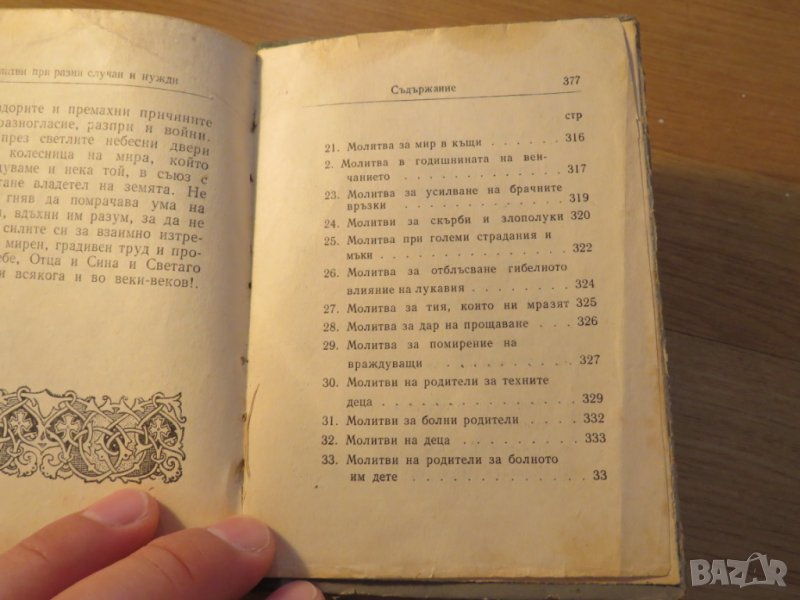 при разни случаи и нужди
и премахни причините
разногласие, разпри и войни.
през светлите небесни двери
колесница на мира, който
и нека той, в съюз с
владетел на земята. Не
гняв да помрачава ума на
вдъхни им разум, за да не
силите си за взаимно
мирен, градивен труд и
Отца и Сина и Светаго
и всякога и во веки-веков!.
Съдържание 377
стр
21. Молитва за мир в къщи . . . . . 316
2. Молитва в годишнината на вен-
чанието . . . . . . . . . . 317
23. Молитва за усилване на брачните
връзки . . . . . . . . . . 319
24. Молитви за скърби и злополуки 320
25. Молитва при големи страдания и
мъки . . . . . . . . . . . 322
26. Молитва за отблъсване гибелното
влияние на лукавия . . . . . . 324
27. Молитва за тия, които ни мразят 325
28. Молитва за дар на прощаване . . . 326
29. Молитва за помирение на
враждуващи . . . . . . . . . 327
30. Молитви на родители за техните
деца . . . . . . . . . . . 329
31. Молитви за болни родители . . . . 332
32. Молитви на деца . . . . . . . 333
33. Молитви на родители за болното
им дете . . . . . . . . . . 33
BAZAR